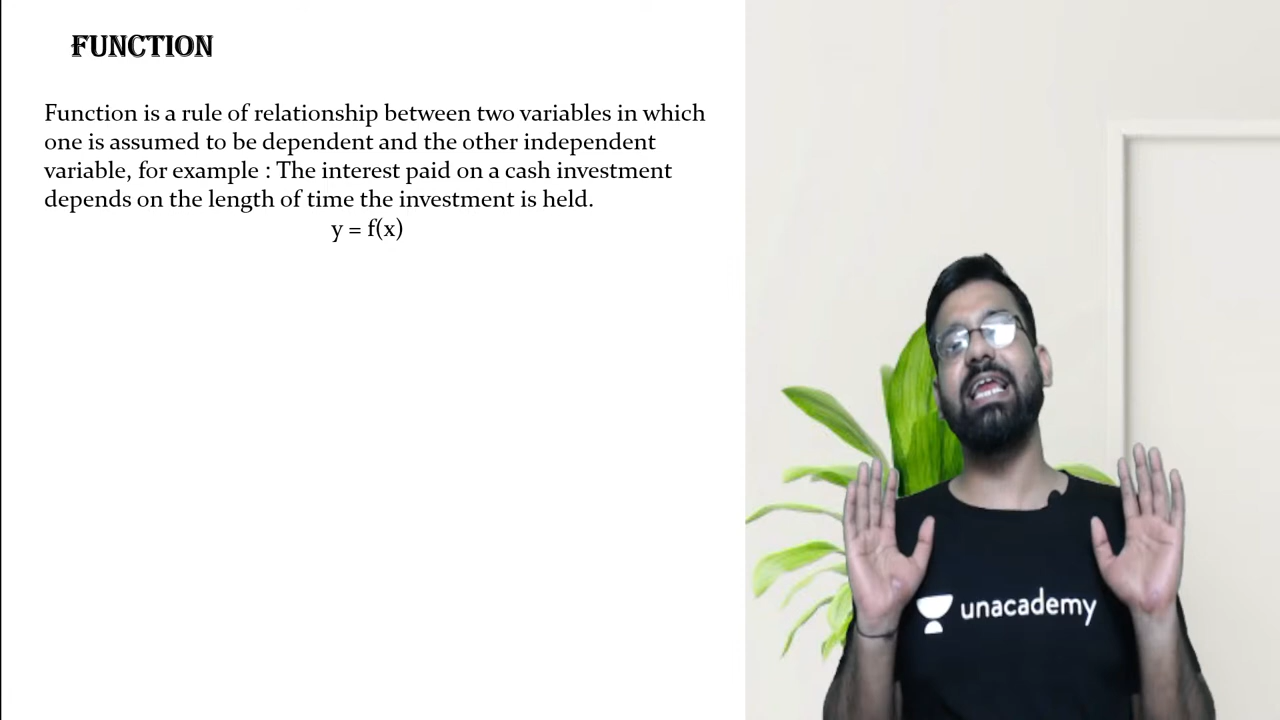 FUNCTION
Function is a rule of relationship between two variables in which
one is assumed to be dependent and the other independent
variable, for example : The interest paid on a cash investment
depends on the length of time the investment is held.
y = f(x)
unacademy